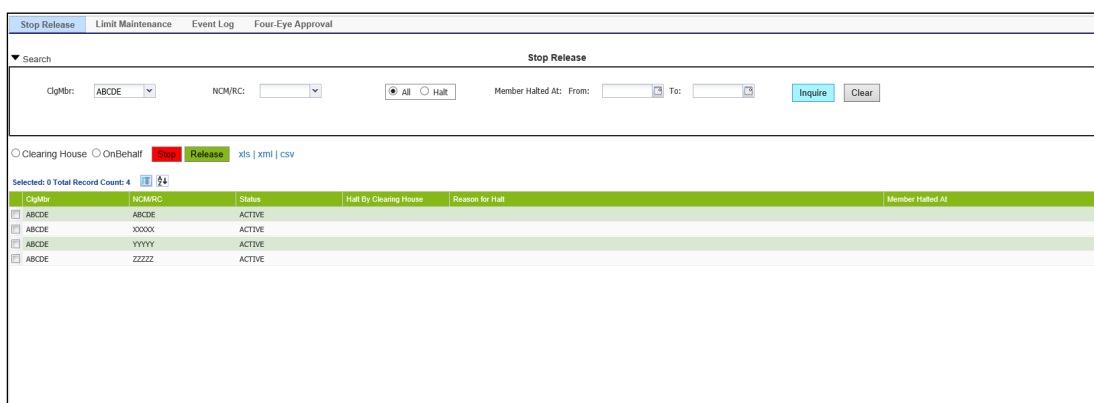 Stop Release Limit Maintenance Event Log Four-Eye Approval
Search Stop Release
ClgMbr: ABCDE NCM/RC: All Halt Member Halted At: From: To: Inquire Clear
Clearing House OnBehalf Stop Release xls | xml | csv
Selected: 0 Total Record Count: 4
ClgMbr NCM/RC Status Halt By Clearing House Reason for Halt Member Halted At
ABCDE ABCDE ACTIVE
ABCDE XXXXX ACTIVE
ABCDE YYYYY ACTIVE
ABCDE ZZZZZ ACTIVE